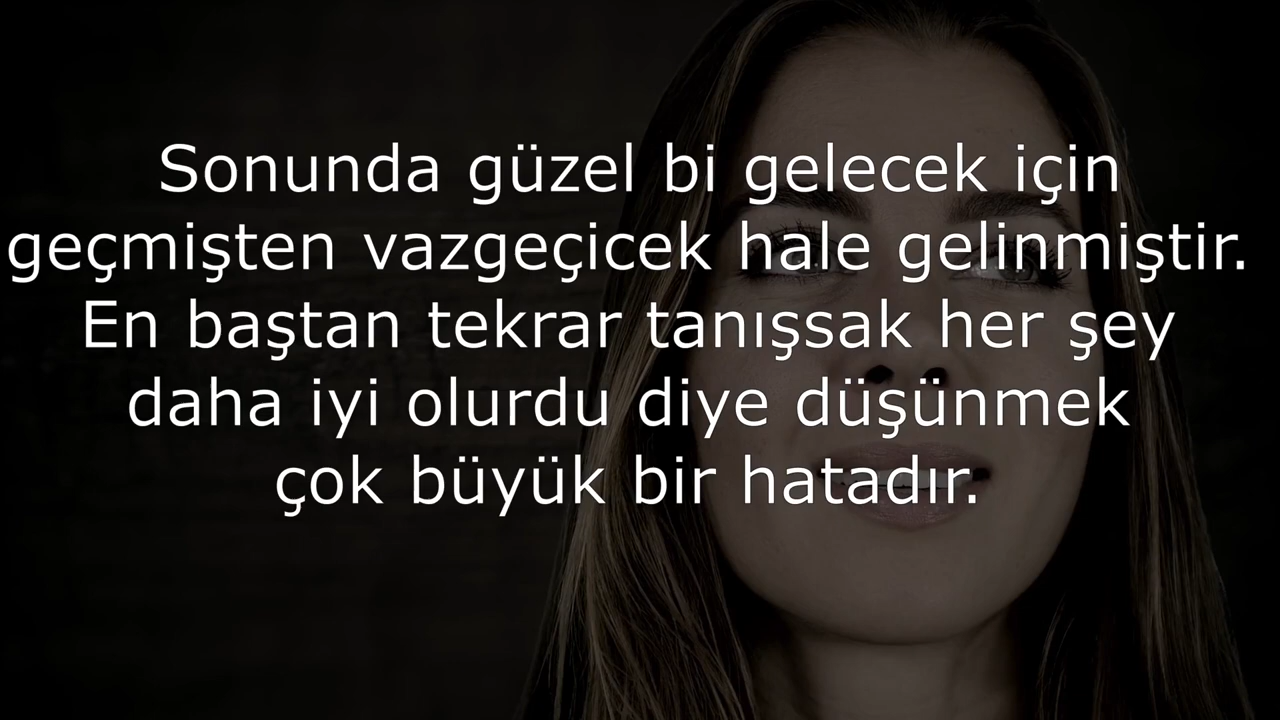 Sonunda güzel bi gelecek için
geçmişten vazgeçicek hale gelinmiştir.
En baştan tekrar tanışsak her şey
daha iyi olurdu diye düşünmek
çok büyük bir hatadır.